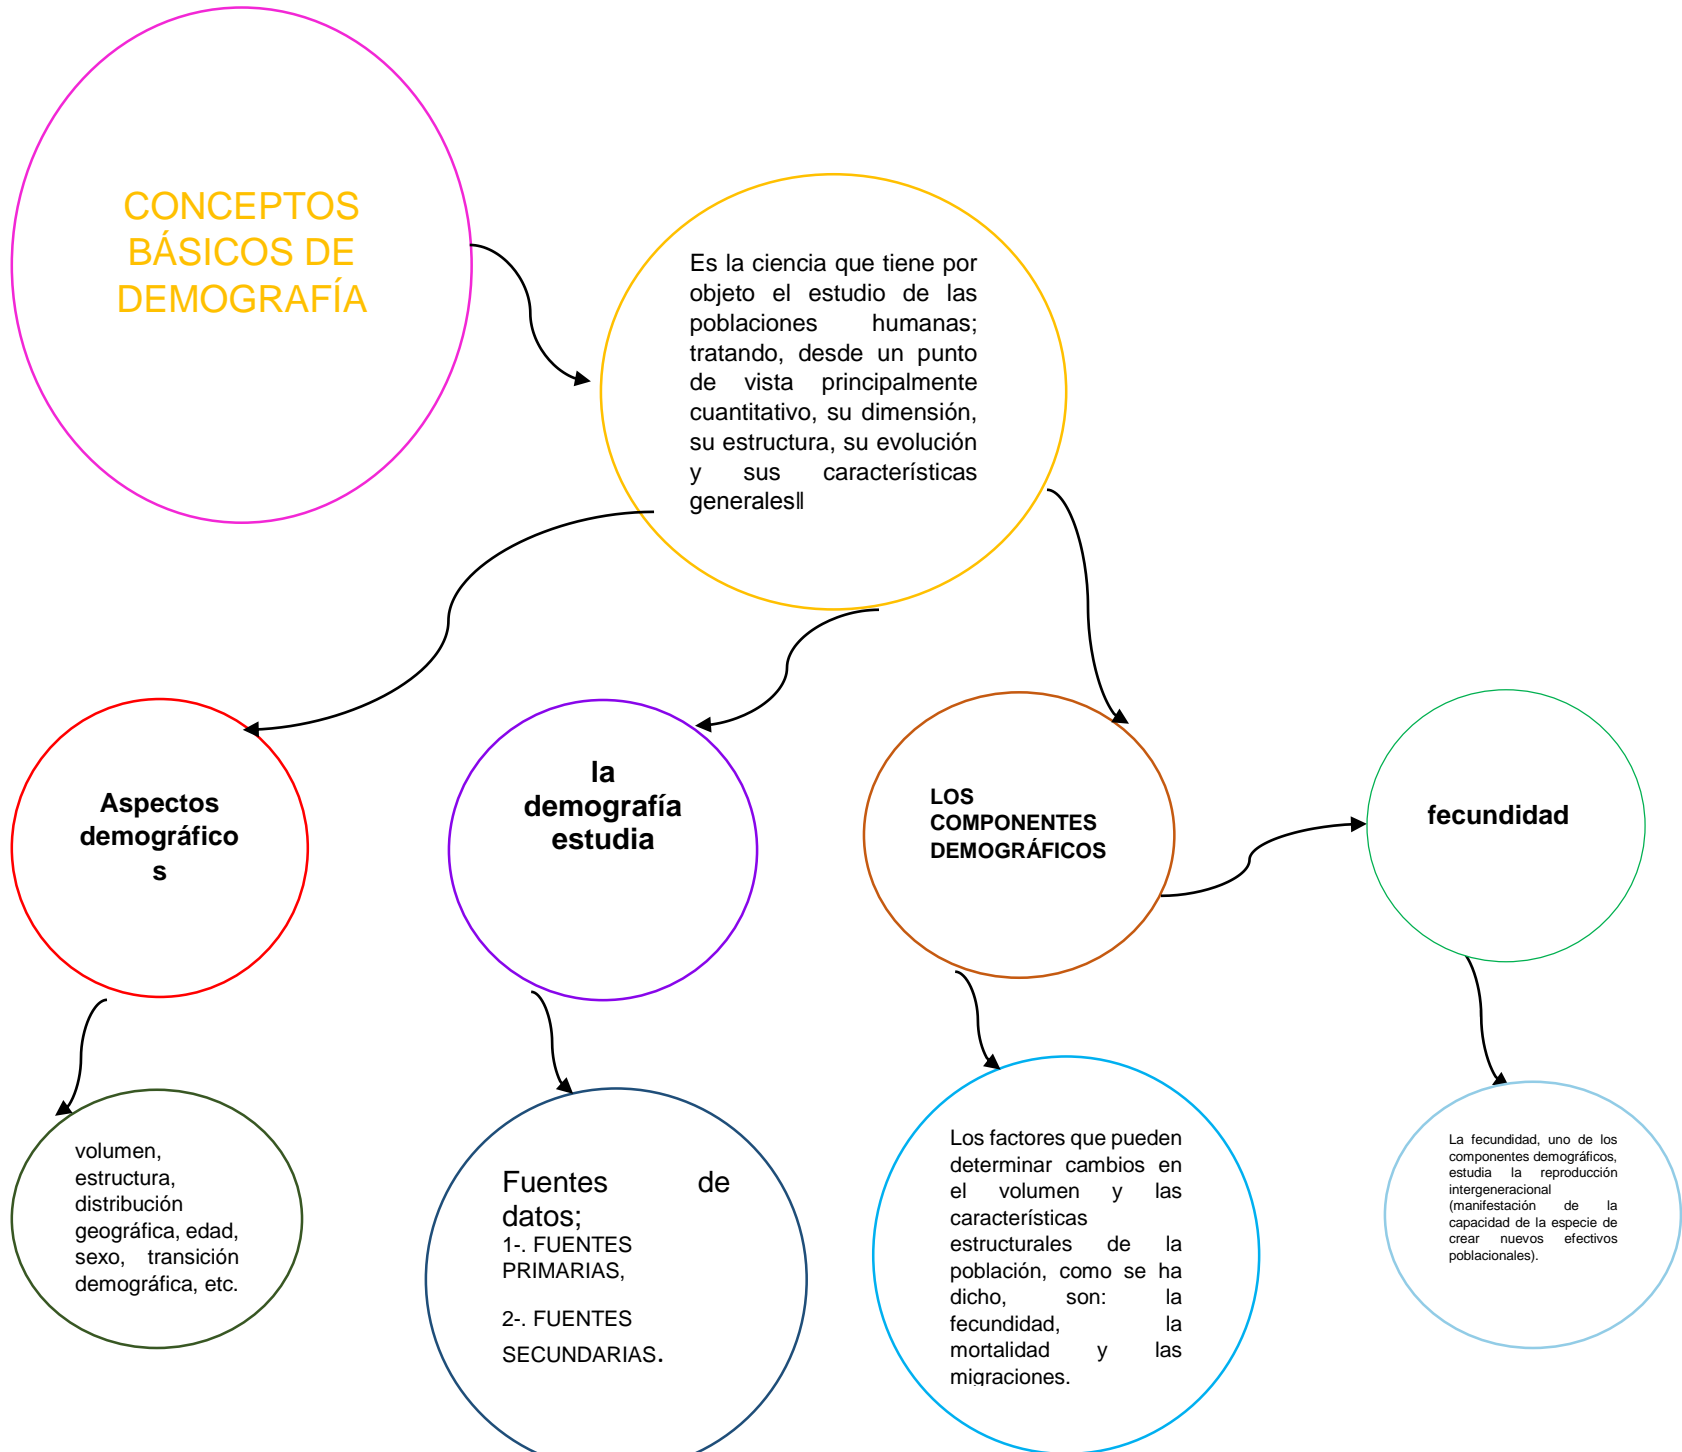 CONCEPTOS
BÁSICOS DE
DEMOGRAFÍA
Es la ciencia que tiene por
objeto el estudio de las
poblaciones humanas;
tratando, desde un punto
de vista principalmente
cuantitativo, su dimensión,
su estructura, su evolución
y sus características
generales‖
Aspectos
demográfico
s
la
demografía
estudia
LOS
COMPONENTES
DEMOGRÁFICOS
fecundidad
volumen,
estructura,
distribución
geográfica, edad,
sexo, transición
demográfica, etc.
Fuentes de
datos;
1-. FUENTES
PRIMARIAS,
2-. FUENTES
SECUNDARIAS.
Los factores que pueden
determinar cambios en
el volumen y las
características
estructurales de la
población, como se ha
dicho, son: la
fecundidad, la
mortalidad y las
migraciones.
La fecundidad, uno de los
componentes demográficos,
estudia la reproducción
intergeneracional
(manifestación de la
capacidad de la especie de
crear nuevos efectivos
poblacionales).